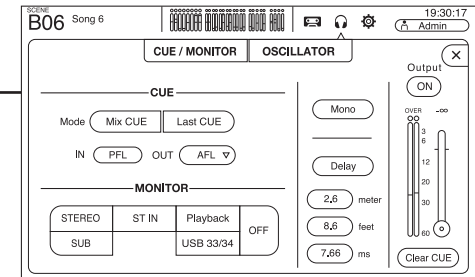 SCENE
B06 Song 6
19:30:17
Admin
CUE / MONITOR
OSCILLATOR
Output
ON
CUE
Mode Mix CUE Last CUE
IN PFL OUT AFL
MONITOR
STEREO ST IN Playback OFF
SUB USB 33/34
Mono
Delay
2.6 meter
8.6 feet
7.66 ms
OVER -∞
3
6
12
20
30
60
Clear CUE